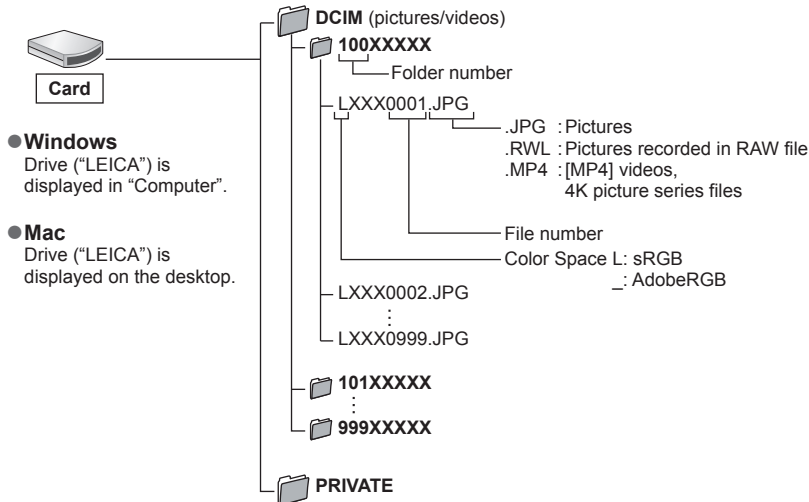 DCIM (pictures/videos)
100XXXXX
Folder number
Card
LXXX0001.JPG
.JPG : Pictures
.RWL : Pictures recorded in RAW file
.MP4 : [MP4] videos,
4K picture series files
File number
Color Space L: sRGB
_: AdobeRGB
●Windows
Drive ("LEICA") is
displayed in “Computer”.
●Mac
Drive ("LEICA") is
displayed on the desktop.
LXXX0002.JPG
LXXX0999.JPG
101XXXXX
999XXXXX
PRIVATE